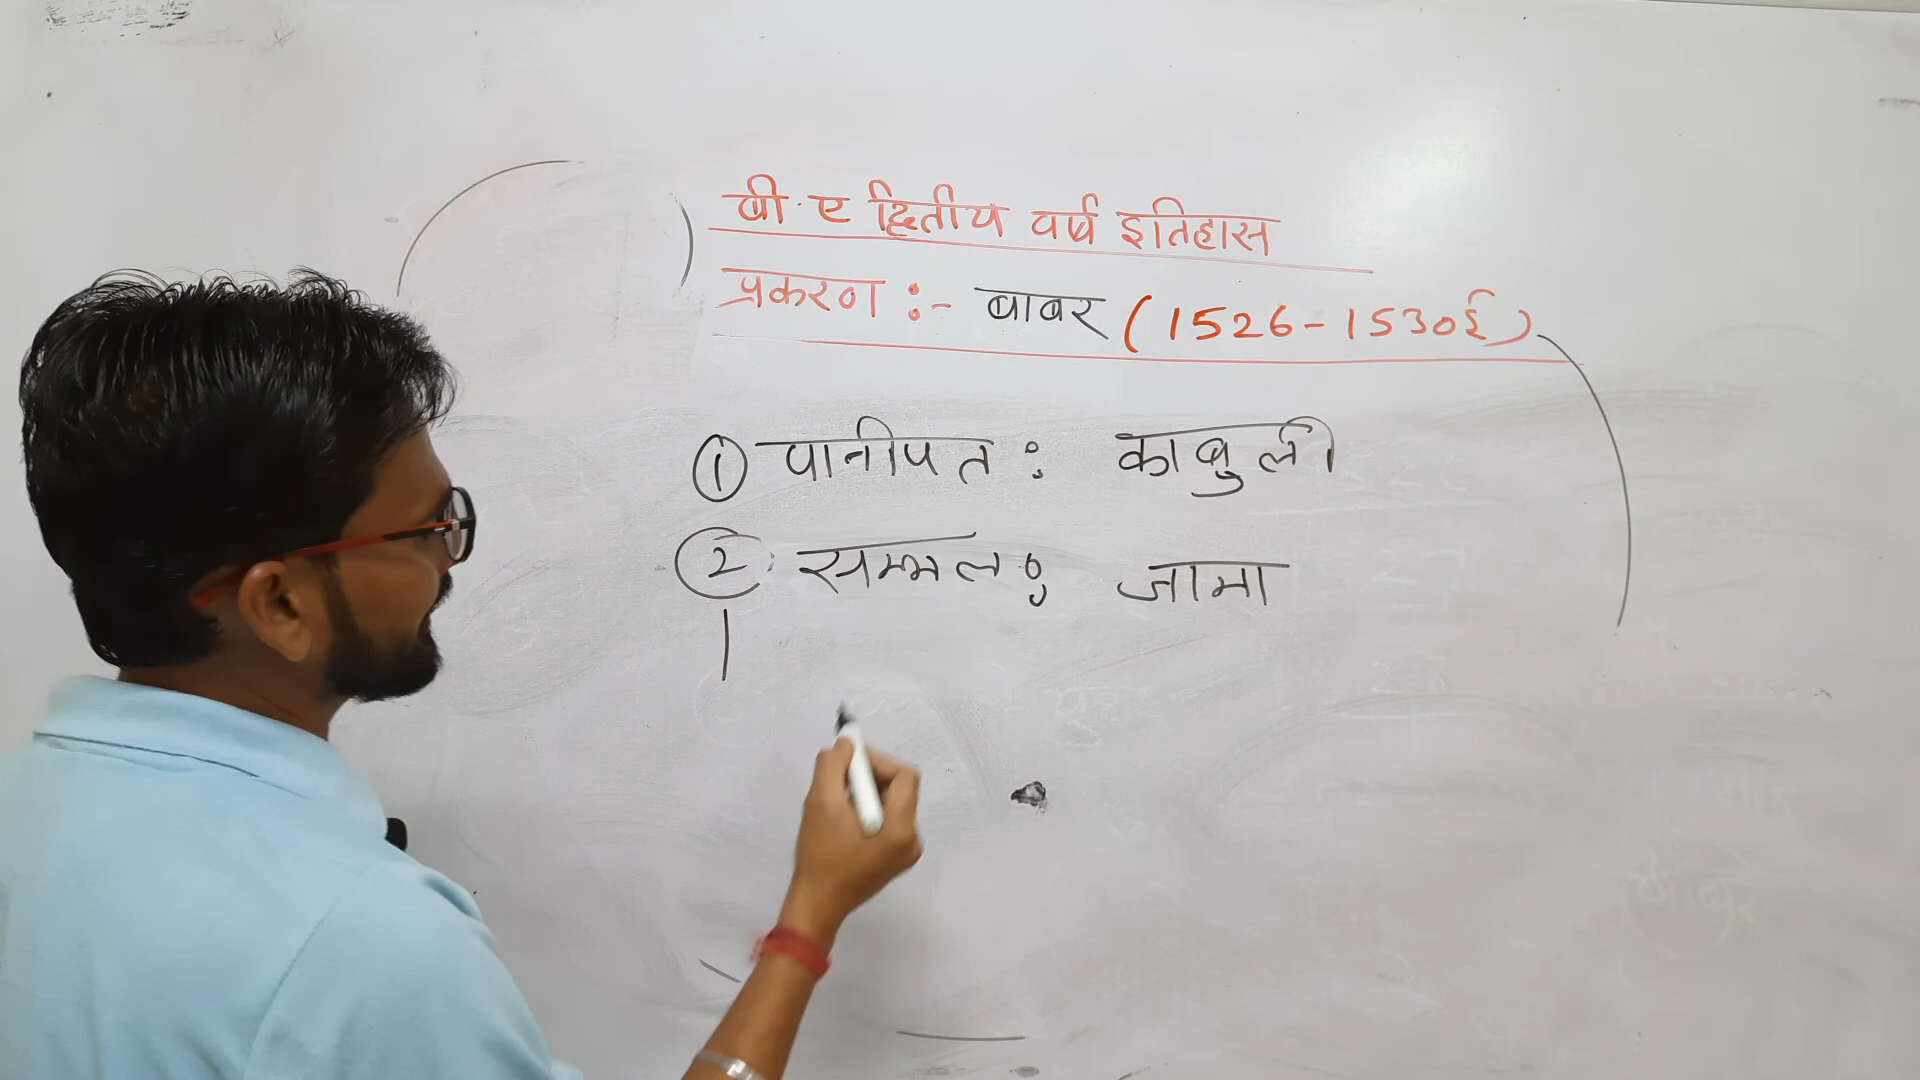 बी.ए द्वितीय वर्ष इतिहास
प्रकरण :- बाबर (1526-1530ई)
① पानीपत : काबुली
② सम्भल : जामा